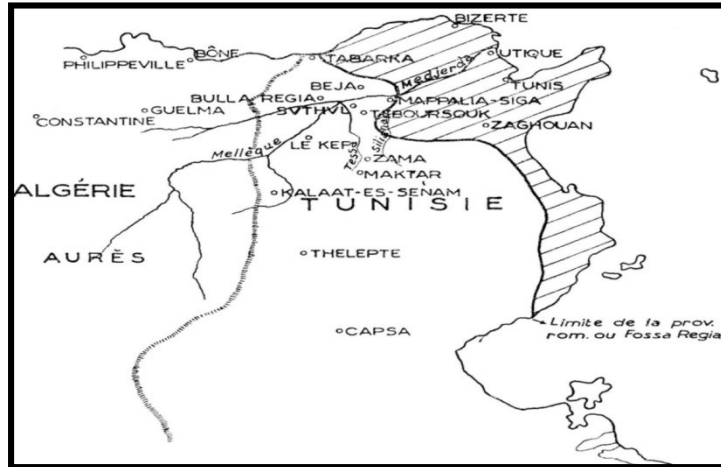 BIZERTE
BÔNE
TABARKA
UTIQUE
PHILIPPEVILLE
Medjerda
BEJA
TUNIS
BULLA REGIA
MAPPALIA-SIGA
GUELMA
SVTHVL
TEBOURSOUK
CONSTANTINE
ZAGHOUAN
Siliana
Mellègue
LE KEF
Tessa
ZAMA
MAKTAR
ALGÉRIE
KALAAT-ES-SENAM
TUNISIE
AURÈS
THELEPTE
Limite de la prov.
rom. ou Fossa Regia
CAPSA